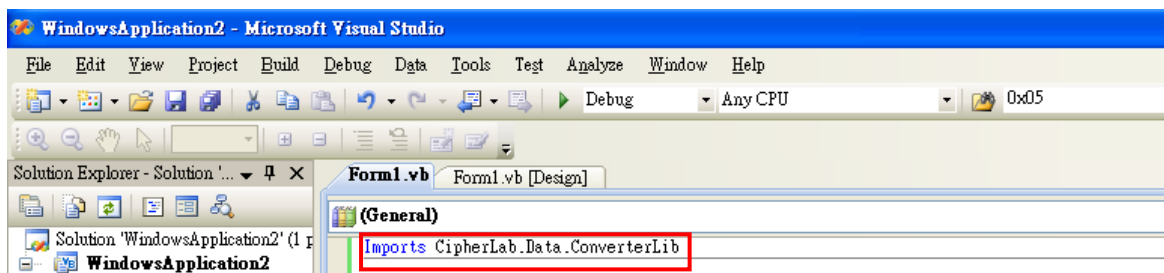 WindowsApplication2 - Microsoft Visual Studio
File Edit View Project Build Debug Data Tools Test Analyze Window Help
Debug Any CPU 0x05
Solution Explorer - Solution '... Form1.vb Form1.vb [Design]
(General)
Solution 'WindowsApplication2' (1 p
Imports CipherLab.Data.ConverterLib
WindowsApplication2